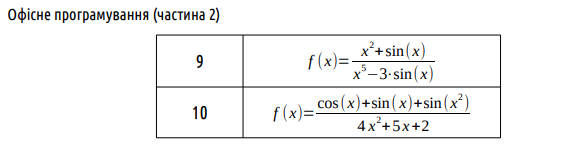 Офісне програмування (частина 2)
9 f(x)=(x²+sin(x))/(x⁵−3·sin(x))
10 f(x)=(cos(x)+sin(x)+sin(x²))/(4x²+5x+2)